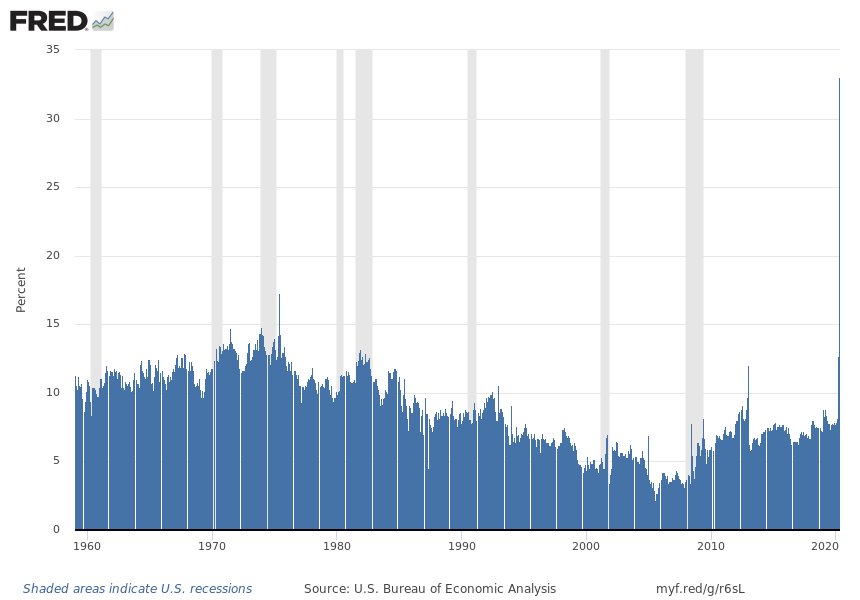 FRED
35
30
25
20
15
10
5
0
Percent
1960 1970 1980 1990 2000 2010 2020
Shaded areas indicate U.S. recessions Source: U.S. Bureau of Economic Analysis myf.red/g/r6sL